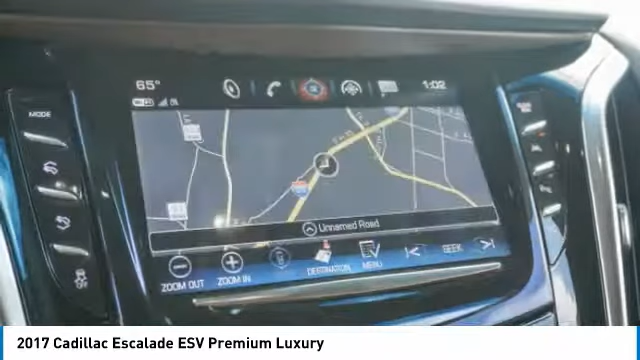 65°
1:02
MODE
Unnamed Road
ZOOM OUT
ZOOM IN
DESTINATION
MENU
SEEK
2017 Cadillac Escalade ESV Premium Luxury